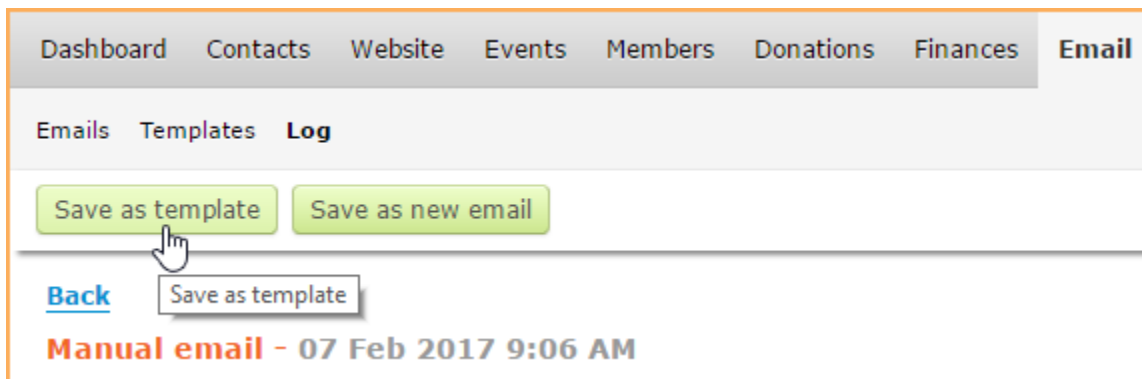 Dashboard Contacts Website Events Members Donations Finances Email
Emails Templates Log
Save as template Save as new email
Back Save as template
Manual email - 07 Feb 2017 9:06 AM